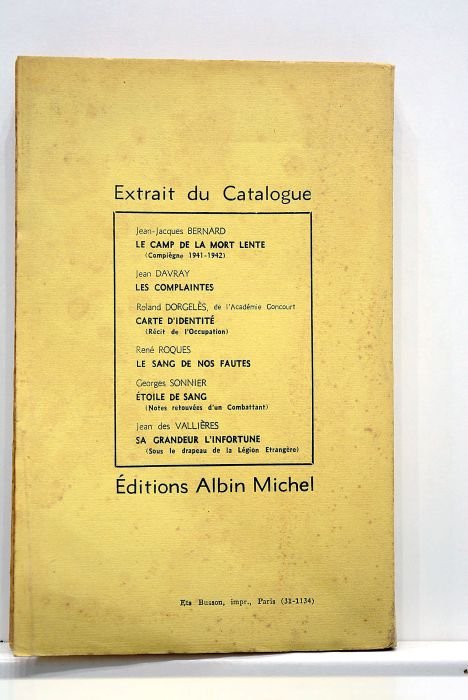 Extrait du Catalogue
Jean-Jacques BERNARD
LE CAMP DE LA MORT LENTE
(Compiègne 1941-1942)
Jean DAVRAY
LES COMPLAINTES
Roland DORGELÈS, de l'Académie Goncourt
CARTE D'IDENTITÉ
(Récit de l'Occupation)
René ROQUES
LE SANG DE NOS FAUTES
Georges SONNIER
ÉTOILE DE SANG
(Notes retouvées d'un Combattant)
Jean des VALLIÈRES
SA GRANDEUR L'INFORTUNE
(Sous le drapeau de la Légion Etrangère)
Éditions Albin Michel
Ets Busson, impr., Paris (31-1134)